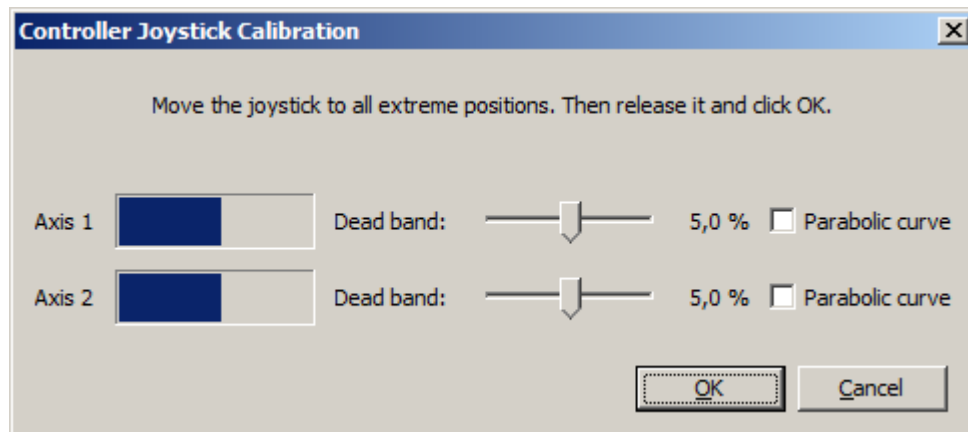 Controller Joystick Calibration
Move the joystick to all extreme positions. Then release it and click OK.
Axis 1 Dead band: 5,0 % Parabolic curve
Axis 2 Dead band: 5,0 % Parabolic curve
OK Cancel